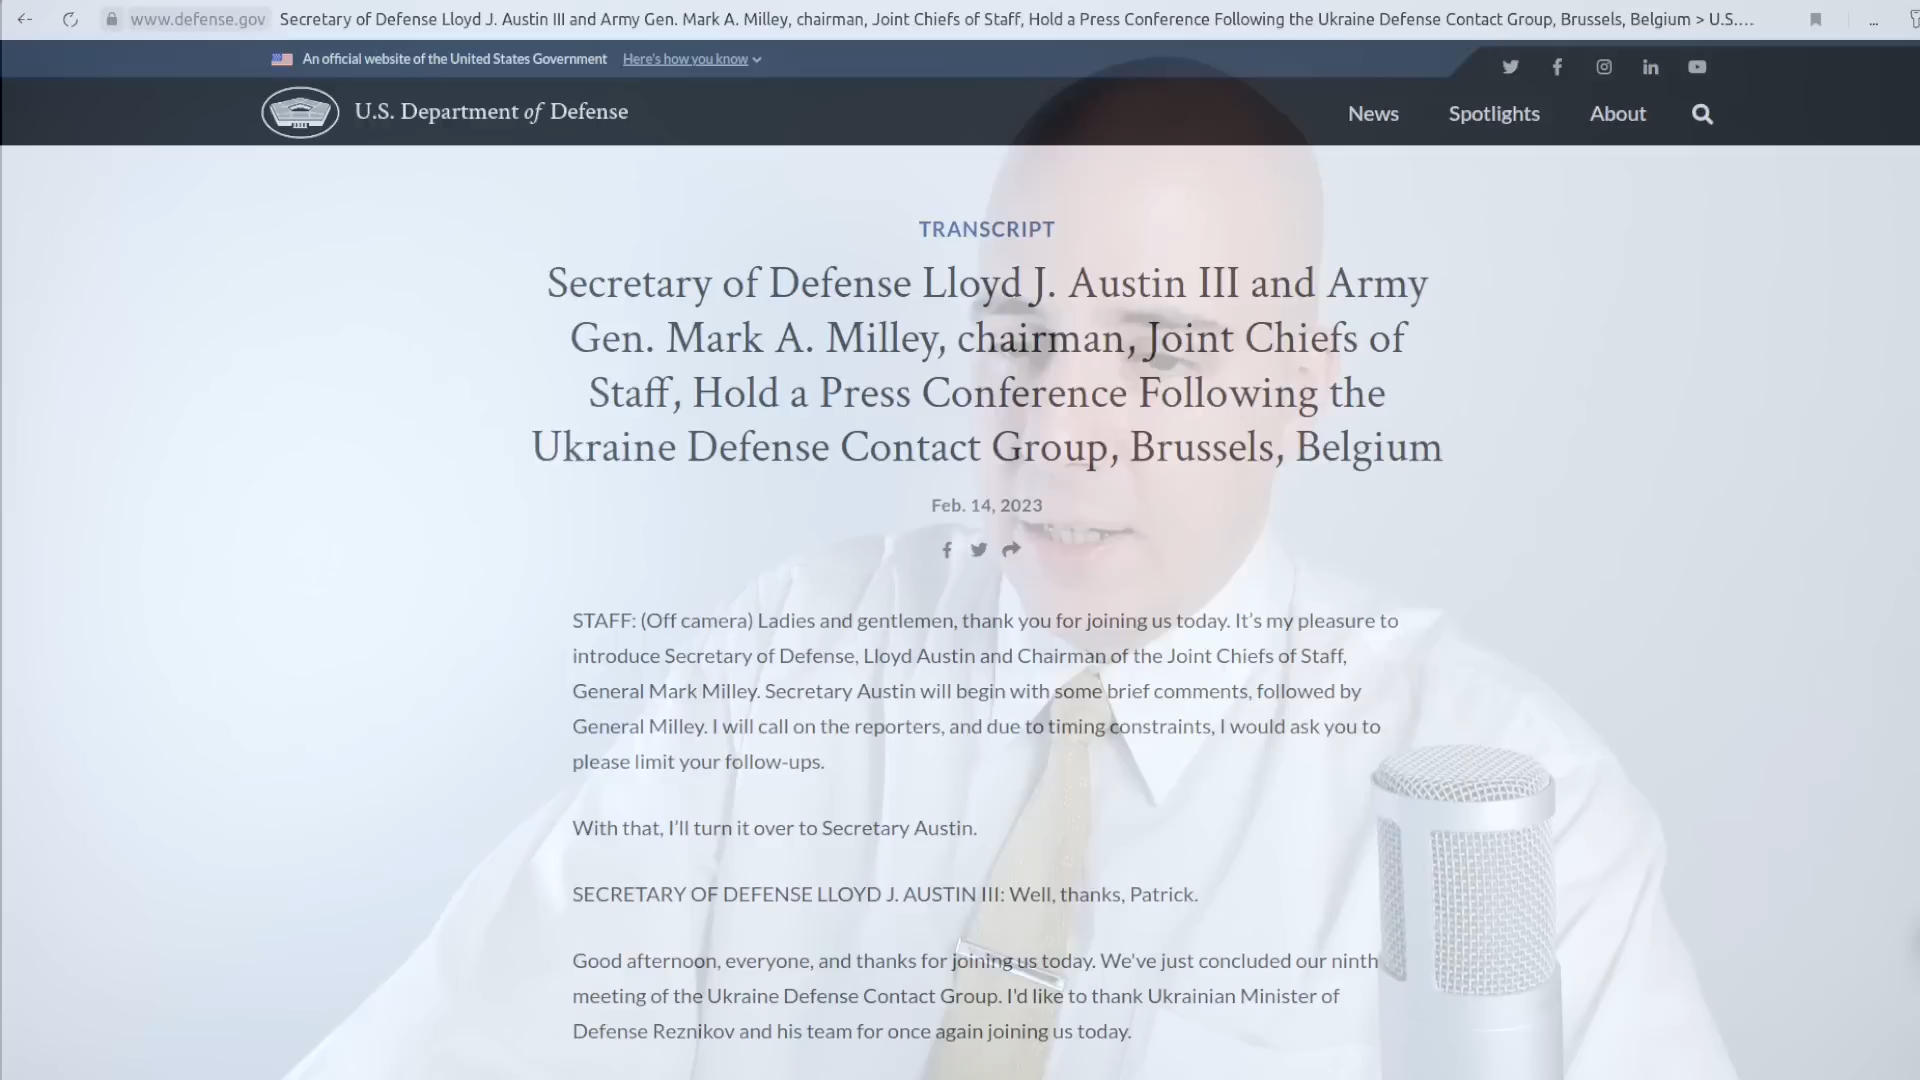 www.defense.gov Secretary of Defense Lloyd J. Austin III and Army Gen. Mark A. Milley, chairman, Joint Chiefs of Staff, Hold a Press Conference Following the Ukraine Defense Contact Group, Brussels, Belgium > U.S....
An official website of the United States Government Here's how you know
U.S. Department of Defense
News Spotlights About
TRANSCRIPT
Secretary of Defense Lloyd J. Austin III and Army
Gen. Mark A. Milley, chairman, Joint Chiefs of
Staff, Hold a Press Conference Following the
Ukraine Defense Contact Group, Brussels, Belgium
Feb. 14, 2023
STAFF: (Off camera) Ladies and gentlemen, thank you for joining us today. It’s my pleasure to
introduce Secretary of Defense, Lloyd Austin and Chairman of the Joint Chiefs of Staff,
General Mark Milley. Secretary Austin will begin with some brief comments, followed by
General Milley. I will call on the reporters, and due to timing constraints, I would ask you to
please limit your follow-ups.
With that, I’ll turn it over to Secretary Austin.
SECRETARY OF DEFENSE LLOYD J. AUSTIN III: Well, thanks, Patrick.
Good afternoon, everyone, and thanks for joining us today. We've just concluded our ninth
meeting of the Ukraine Defense Contact Group. I'd like to thank Ukrainian Minister of
Defense Reznikov and his team for once again joining us today.